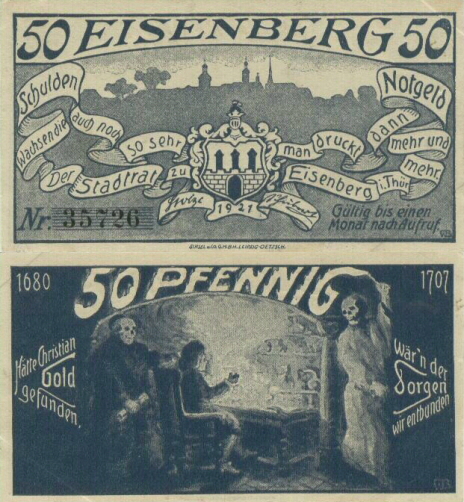 50 EISENBERG 50
Wachsen die Schulden
auch noch
so sehr
man druckt
dann Notgeld
mehr und
mehr.
Der Stadtrat zu Eisenberg i. Thür.
1921
Nr. 35726
Gültig bis einen
Monat nach Aufruf.
1680 50 PFENNIG 1707
Hätte Christian
Gold
gefunden,
Wär'n der
Sorgen
wir entbunden